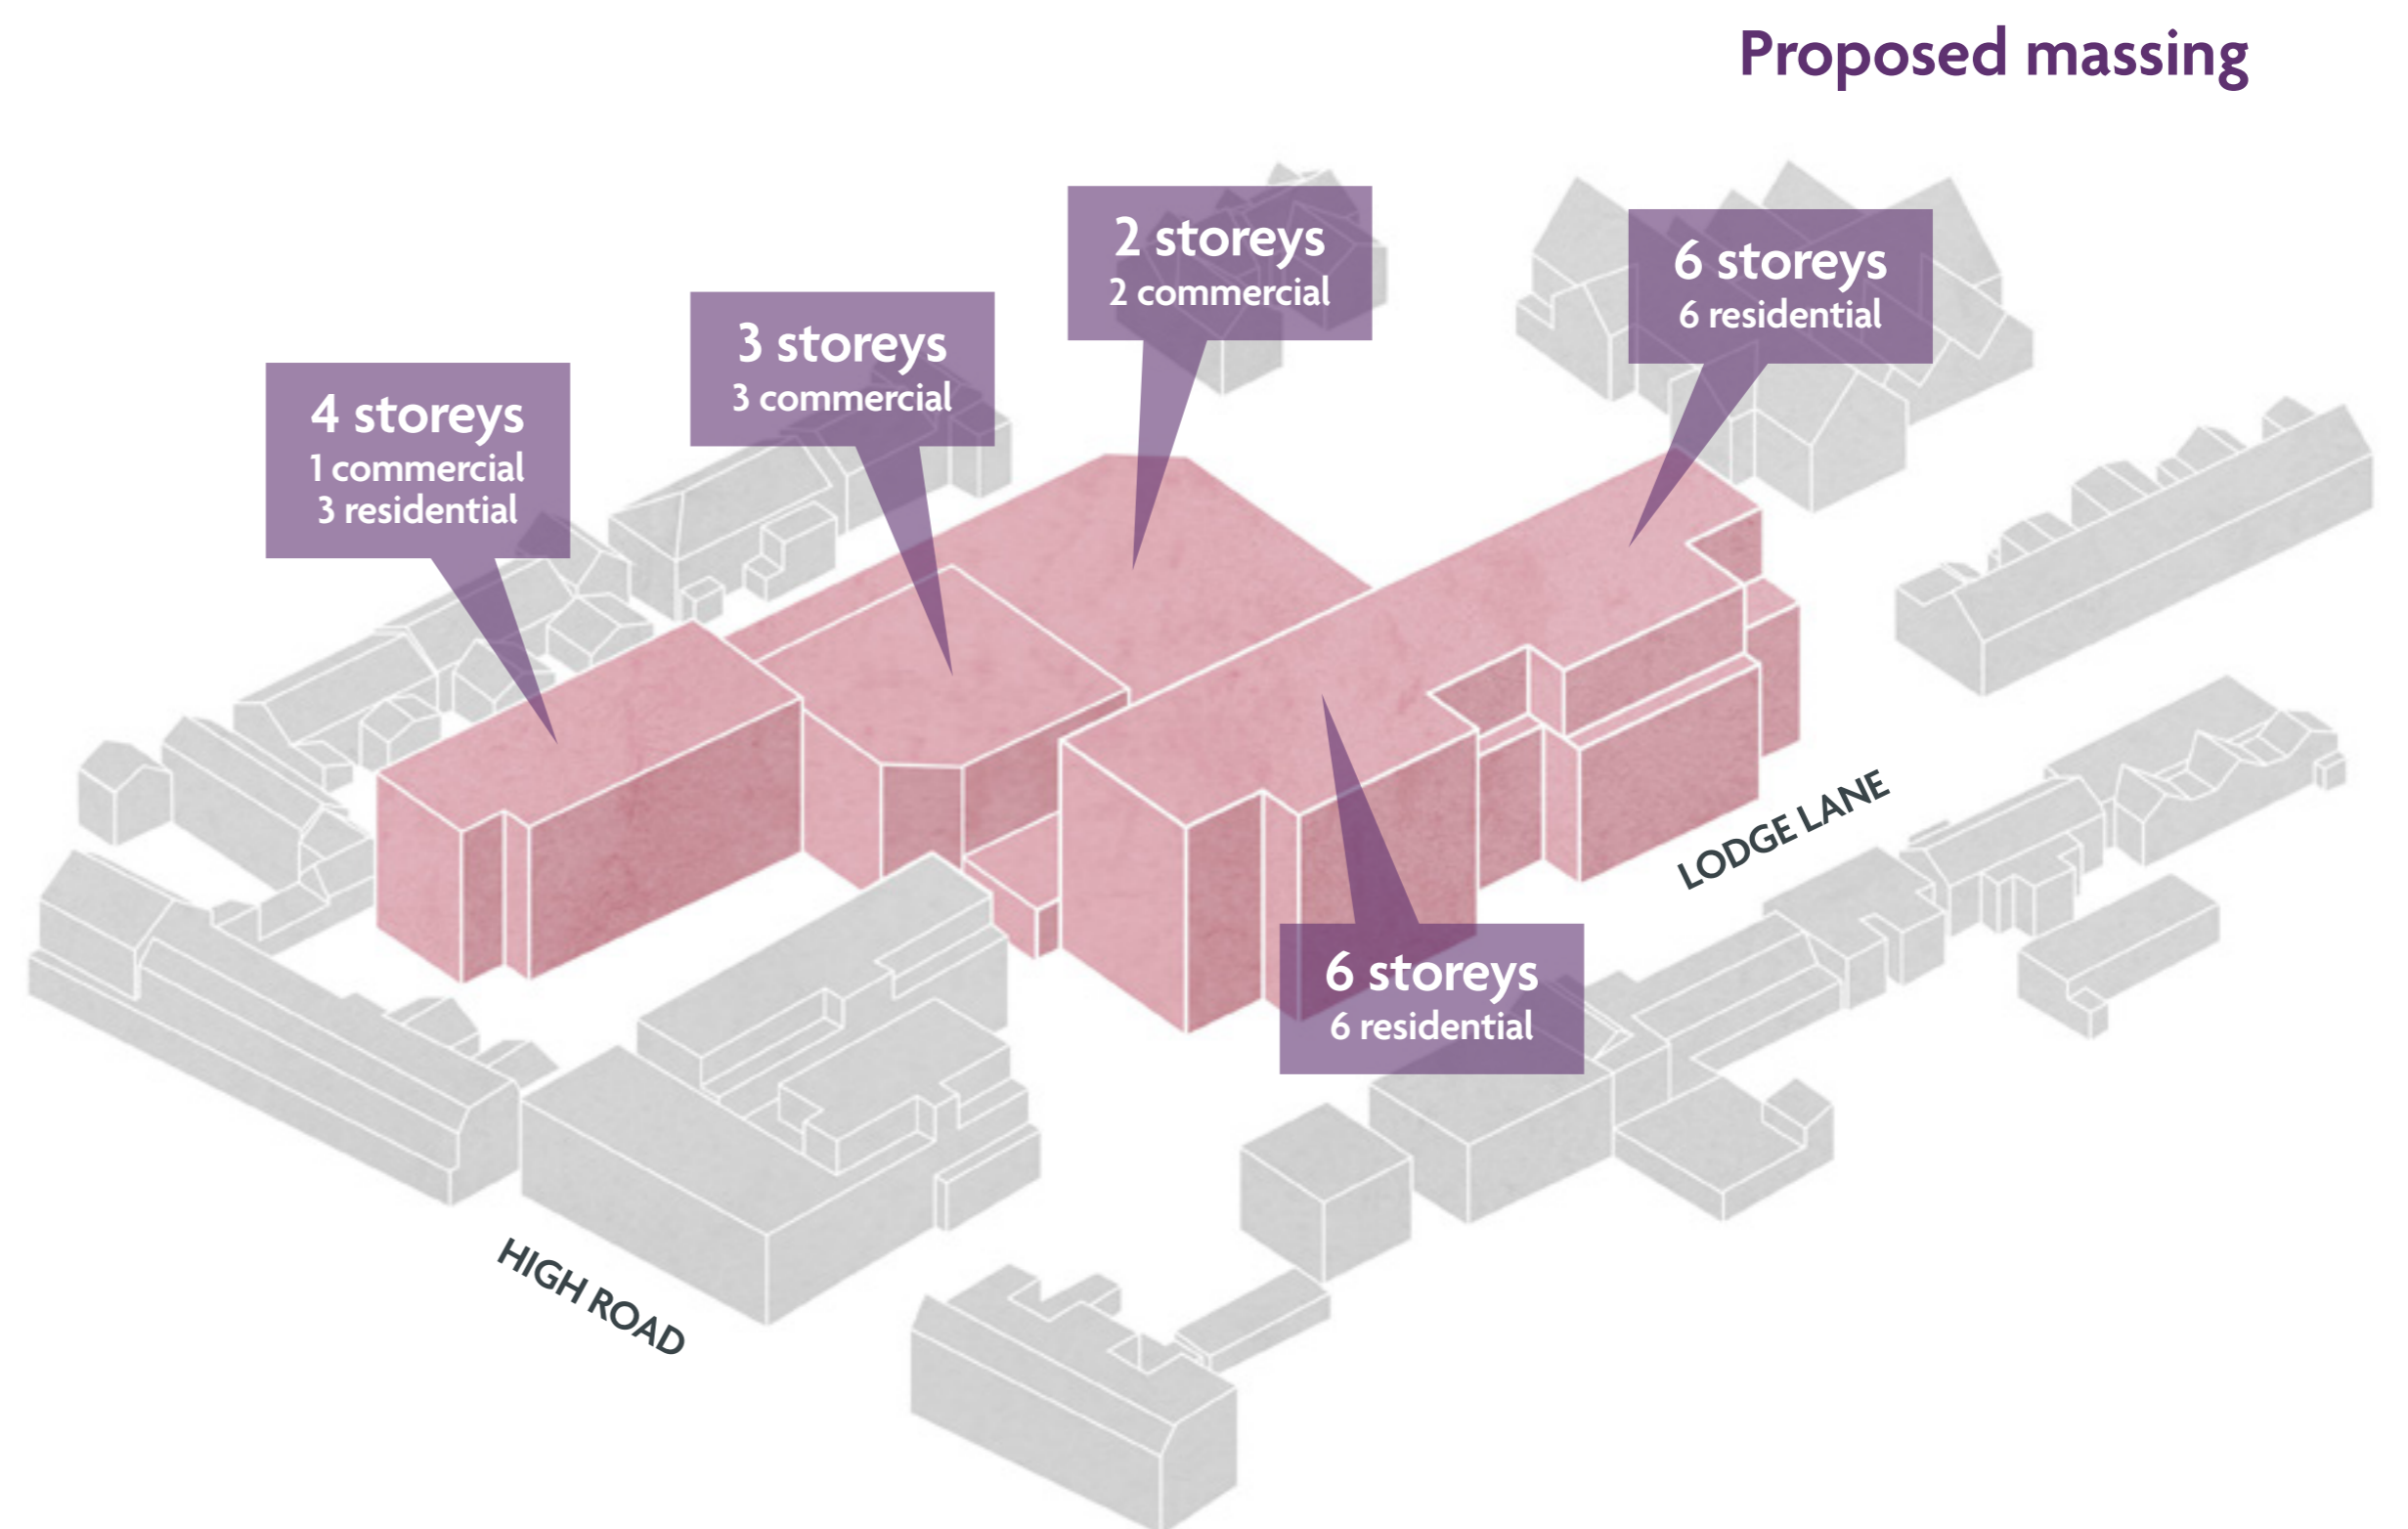 Proposed massing
4 storeys
1 commercial
3 residential
3 storeys
3 commercial
2 storeys
2 commercial
6 storeys
6 residential
6 storeys
6 residential
LODGE LANE
HIGH ROAD